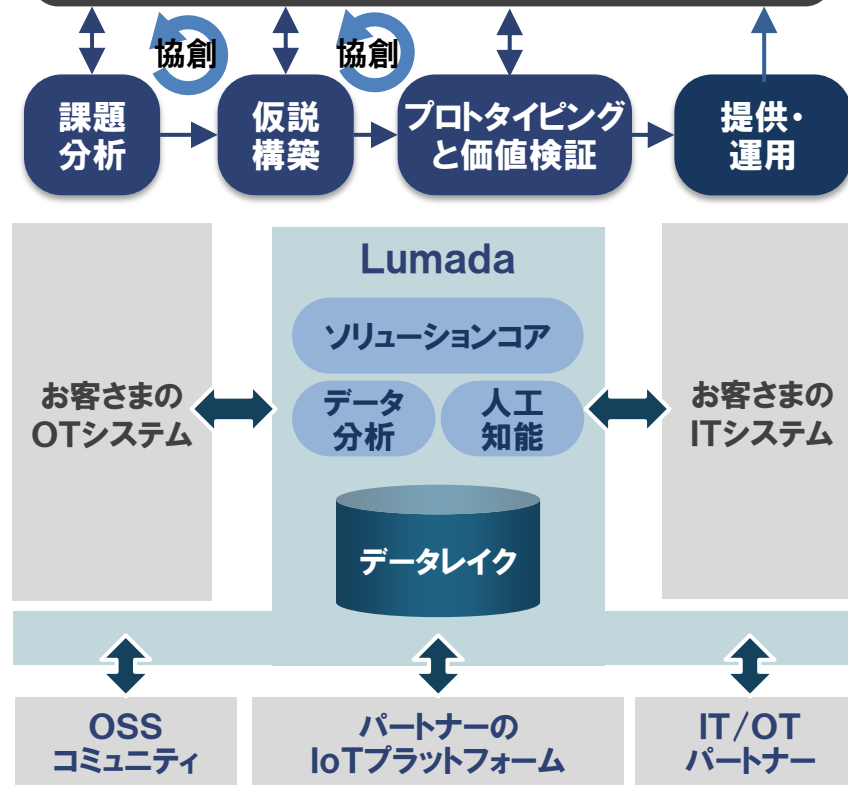 協創
協創
課題
分析
仮説
構築
プロトタイピング
と価値検証
提供・
運用
Lumada
ソリューションコア
お客さまの
OTシステム
データ
分析
人工
知能
お客さまの
ITシステム
データレイク
OSS
コミュニティ
パートナーの
IoTプラットフォーム
IT/OT
パートナー